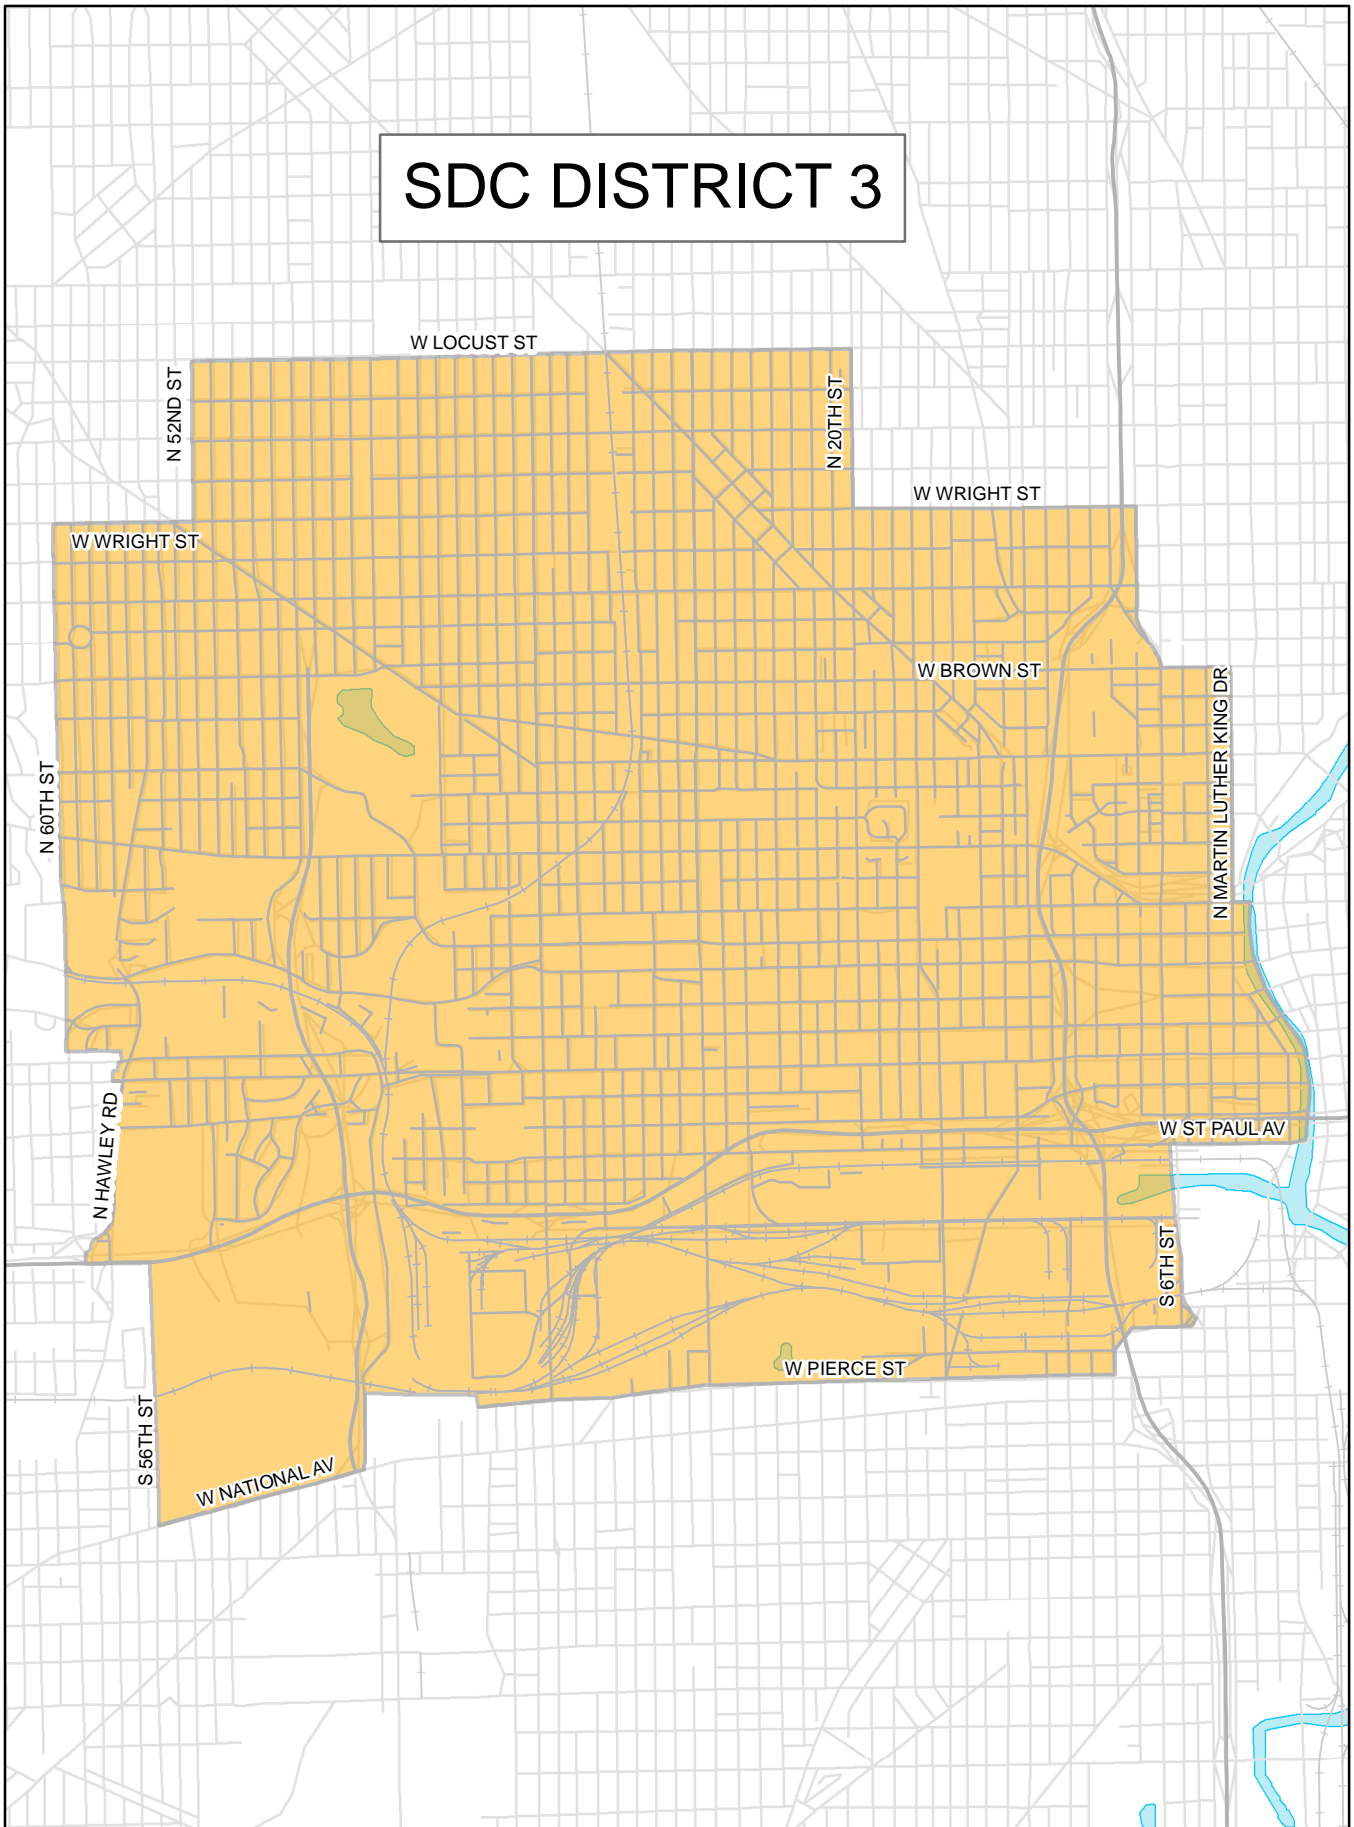 SDC DISTRICT 3
W LOCUST ST
N 52ND ST
N 20TH ST
W WRIGHT ST
W WRIGHT ST
W BROWN ST
N MARTIN LUTHER KING DR
N 60TH ST
N HAWLEY RD
W ST PAUL AV
S 6TH ST
W PIERCE ST
S 56TH ST
W NATIONAL AV